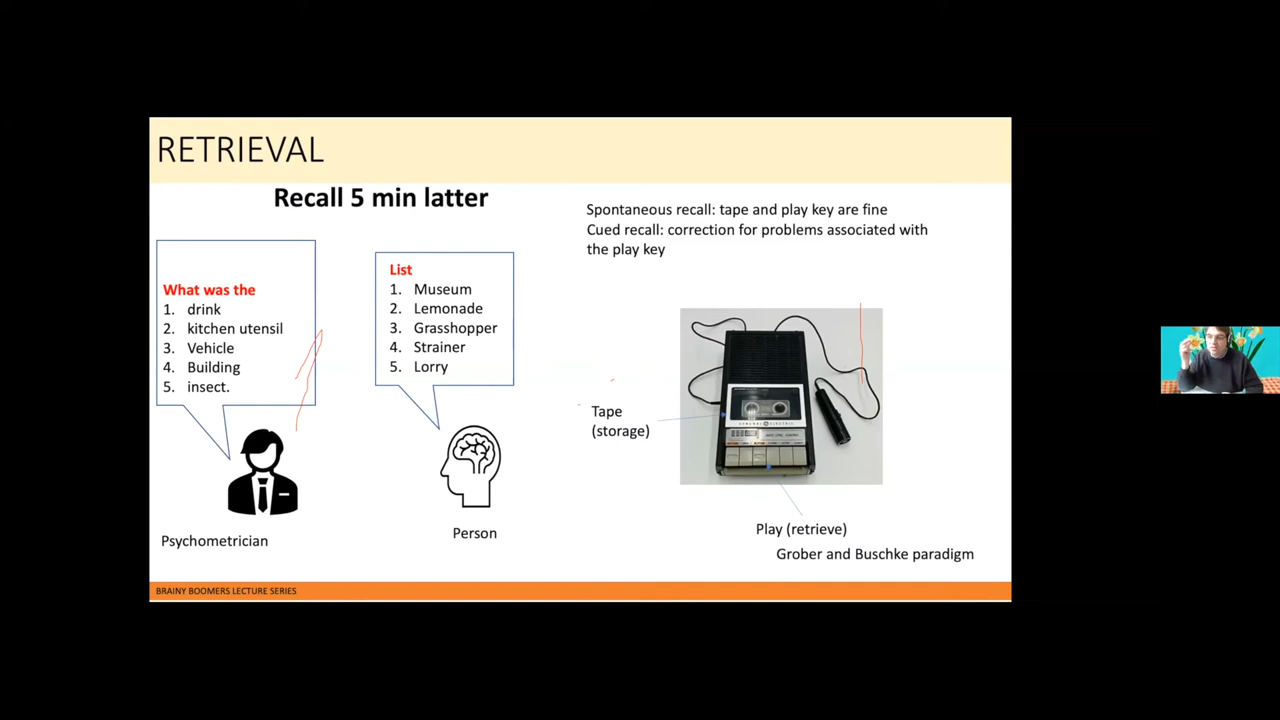 RETRIEVAL
Recall 5 min latter
What was the
1. drink
2. kitchen utensil
3. Vehicle
4. Building
5. insect.
Psychometrician
List
1. Museum
2. Lemonade
3. Grasshopper
4. Strainer
5. Lorry
Person
Spontaneous recall: tape and play key are fine
Cued recall: correction for problems associated with
the play key
Tape
(storage)
GENERAL ELECTRIC
Play (retrieve)
Grober and Buschke paradigm
BRAINY BOOMERS LECTURE SERIES